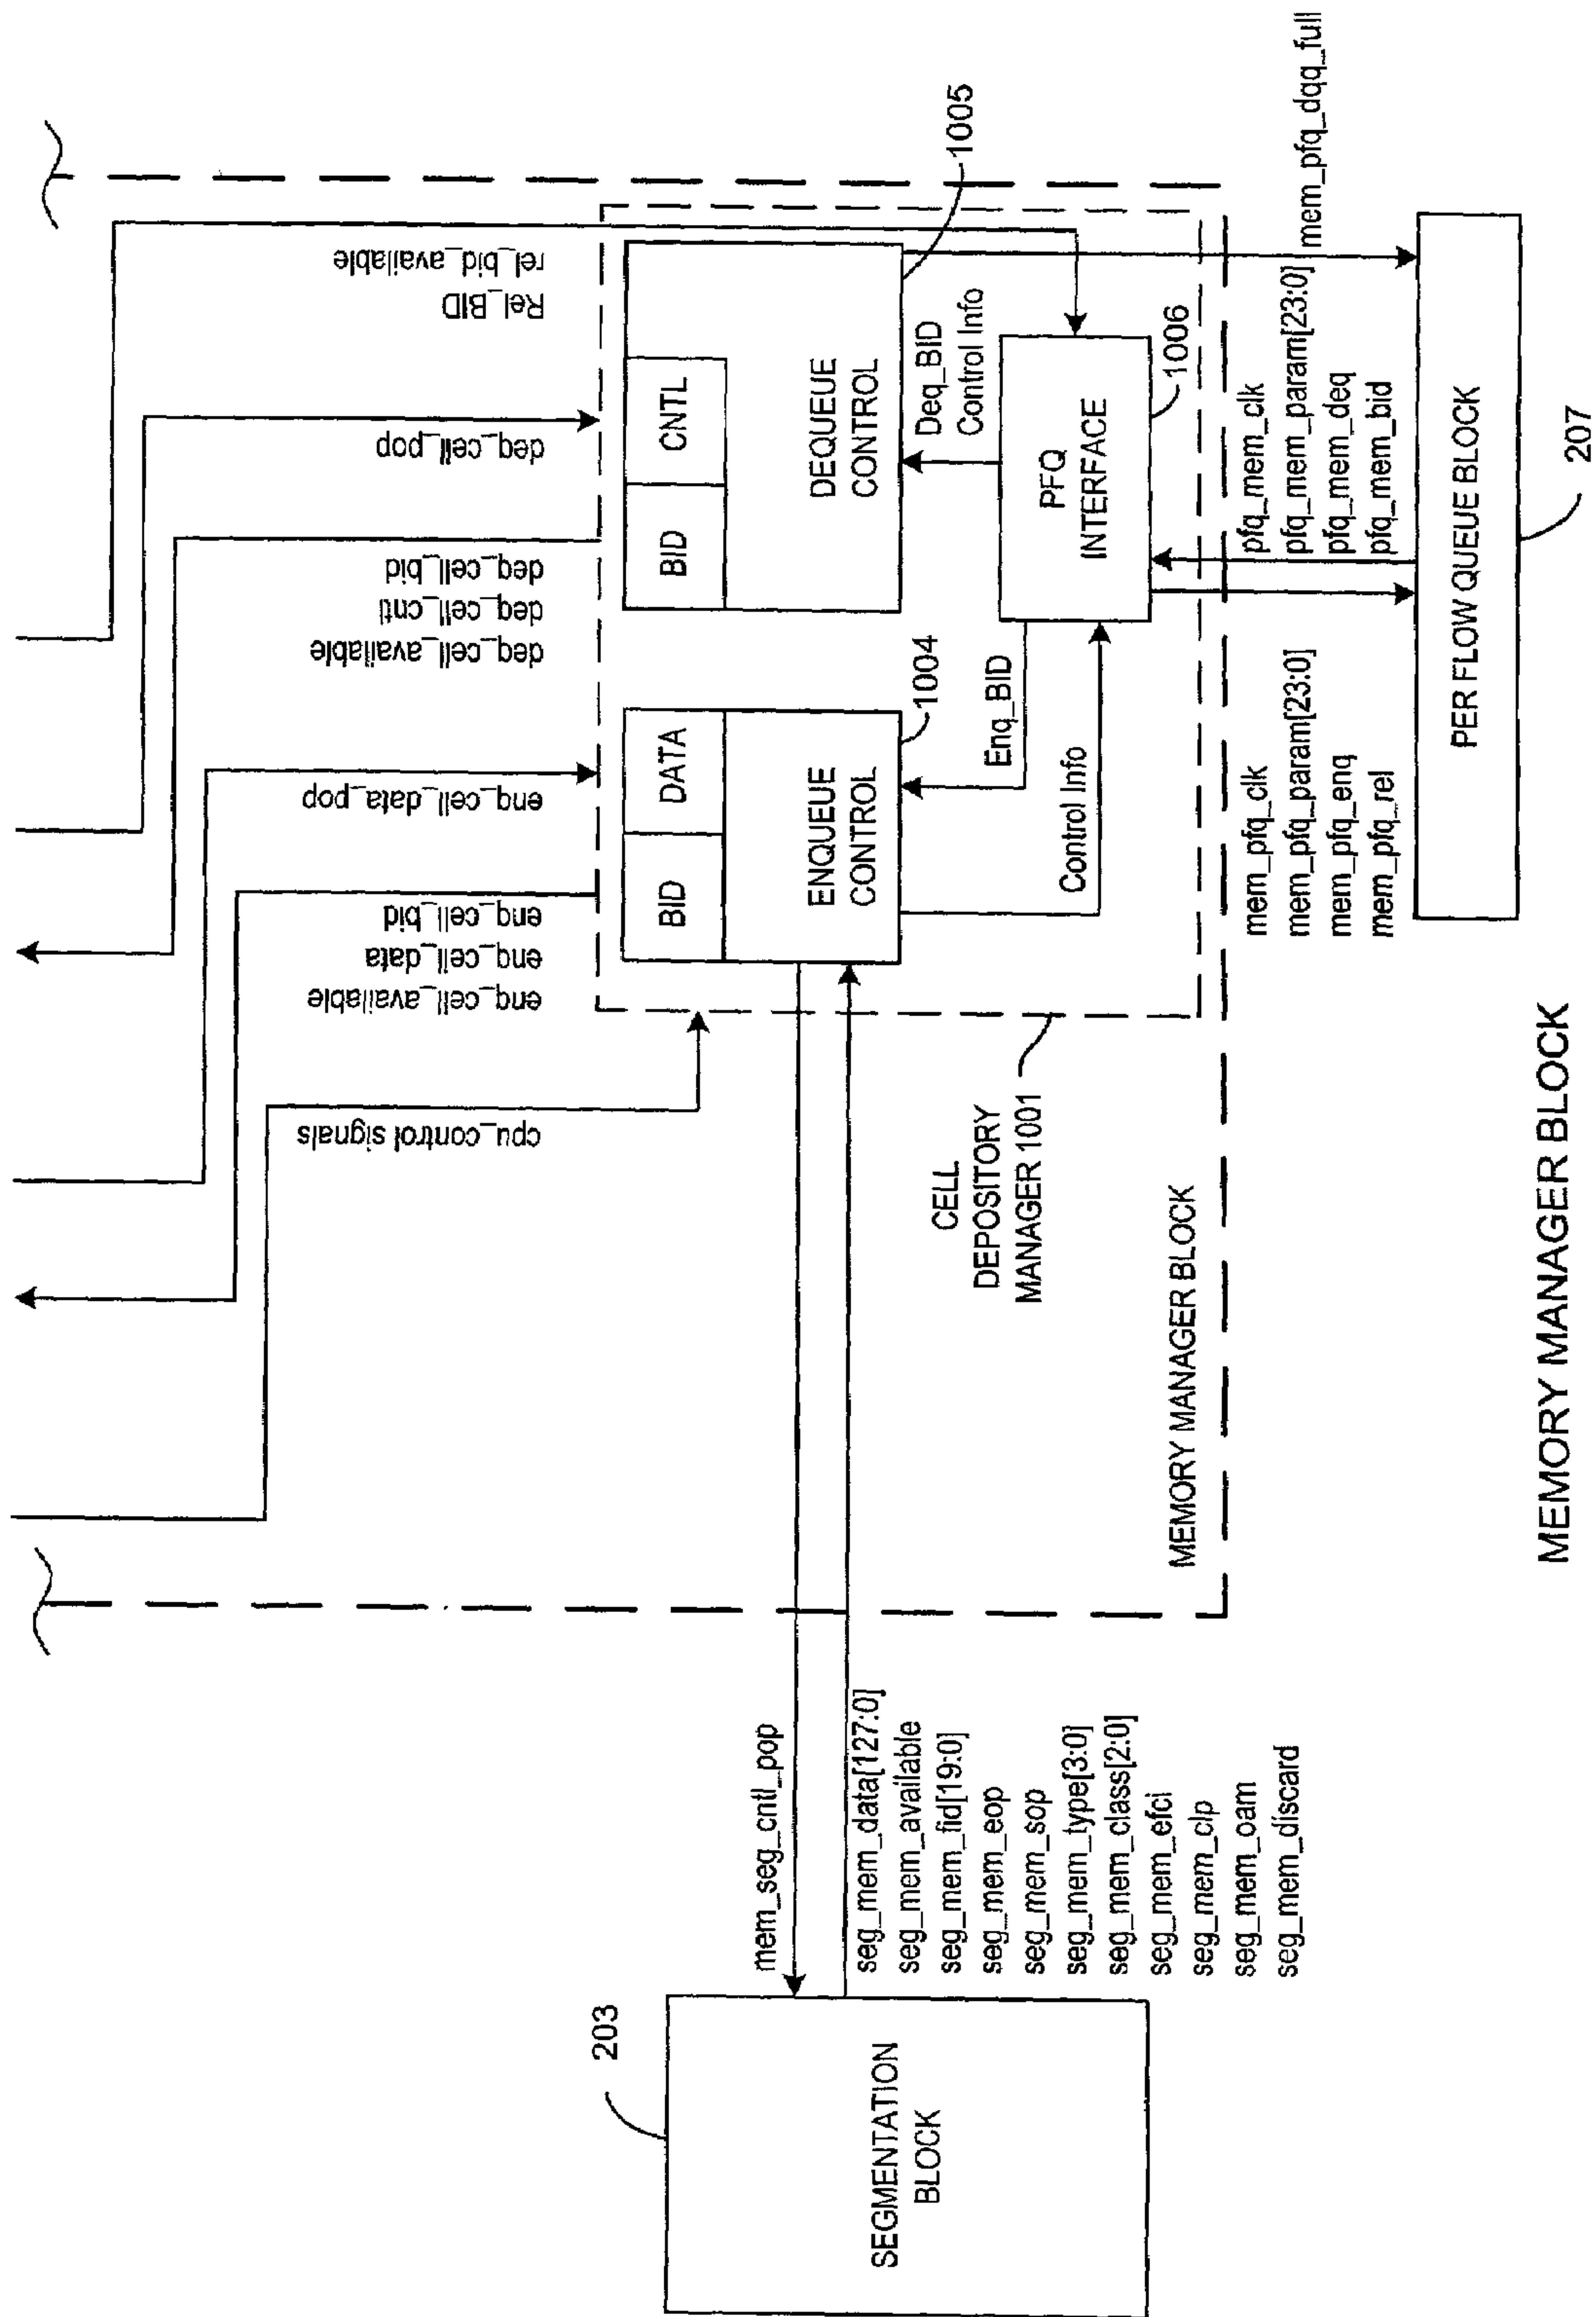 rel_bid_available
Rel_BID
deq_cell_pop
deq_cell_bid
deq_cell_cntl
deq_cell_available
enq_cell_data_pop
enq_cell_bid
enq_cell_data
enq_cell_available
cpu_control signals
203
SEGMENTATION
BLOCK
mem_seg_cntl_pop
seg_mem_data[127:0]
seg_mem_available
seg_mem_fid[19:0]
seg_mem_eop
seg_mem_sop
seg_mem_type[3:0]
seg_mem_class[2:0]
seg_mem_efci
seg_mem_clp
seg_mem_oam
seg_mem_discard
BID
DATA
ENQUEUE
CONTROL
1004
BID
CNTL
DEQUEUE
CONTROL
1005
Enq_BID
Control Info
Deq_BID
Control Info
PFQ
INTERFACE
1006
CELL
DEPOSITORY
MANAGER 1001
MEMORY MANAGER BLOCK
mem_pfq_clk
mem_pfq_param[23:0]
mem_pfq_enq
mem_pfq_rel
pfq_mem_clk
pfq_mem_param[23:0]
pfq_mem_deq
pfq_mem_bid
mem_pfq_dqq_full
PER FLOW QUEUE BLOCK
207
MEMORY MANAGER BLOCK